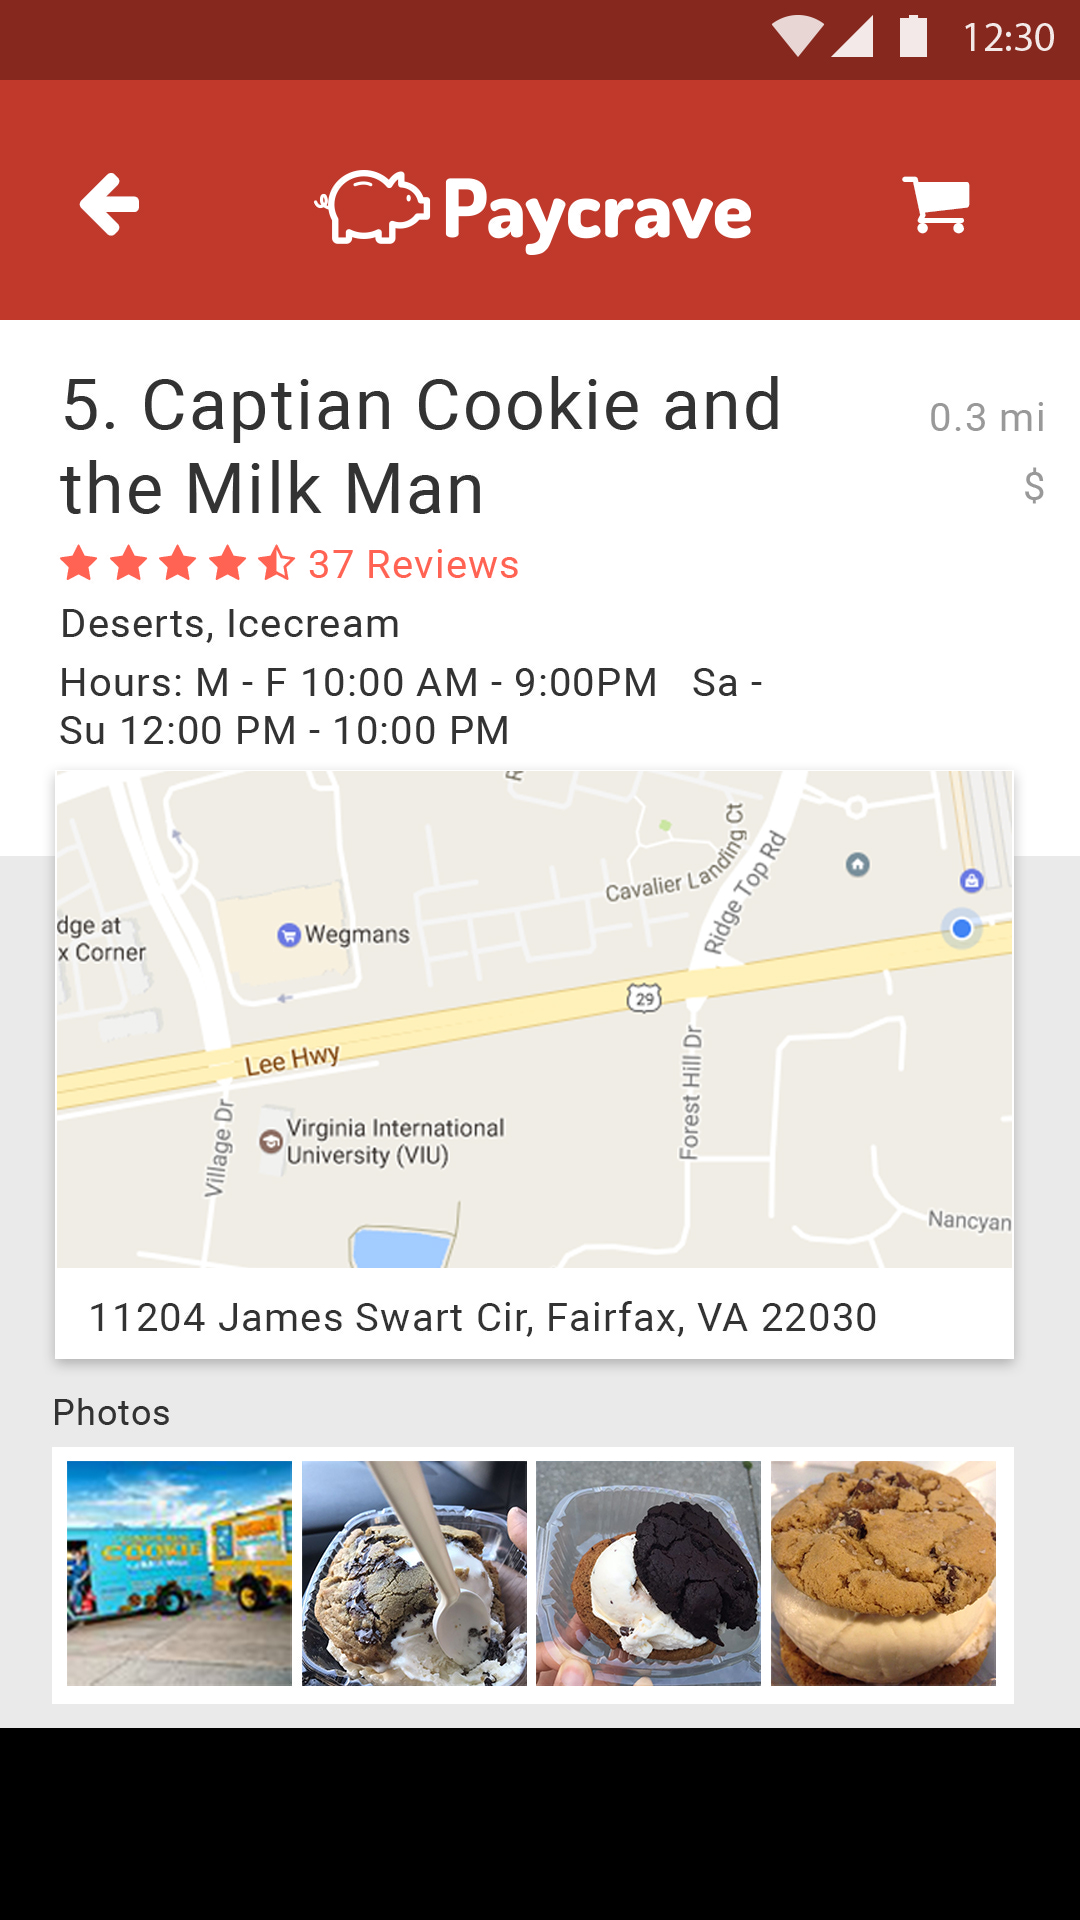 12:30
Paycrave
5. Captian Cookie and
the Milk Man
0.3 mi
$
37 Reviews
Deserts, Icecream
Hours: M - F 10:00 AM - 9:00PM Sa -
Su 12:00 PM - 10:00 PM
R
Cavalier Landing Ct
Ridge Top Rd
dge at
x Corner
Wegmans
29
Lee Hwy
Forest Hill Dr
Village Dr
Virginia International
University (VIU)
Nancyan
11204 James Swart Cir, Fairfax, VA 22030
Photos
COOKIE